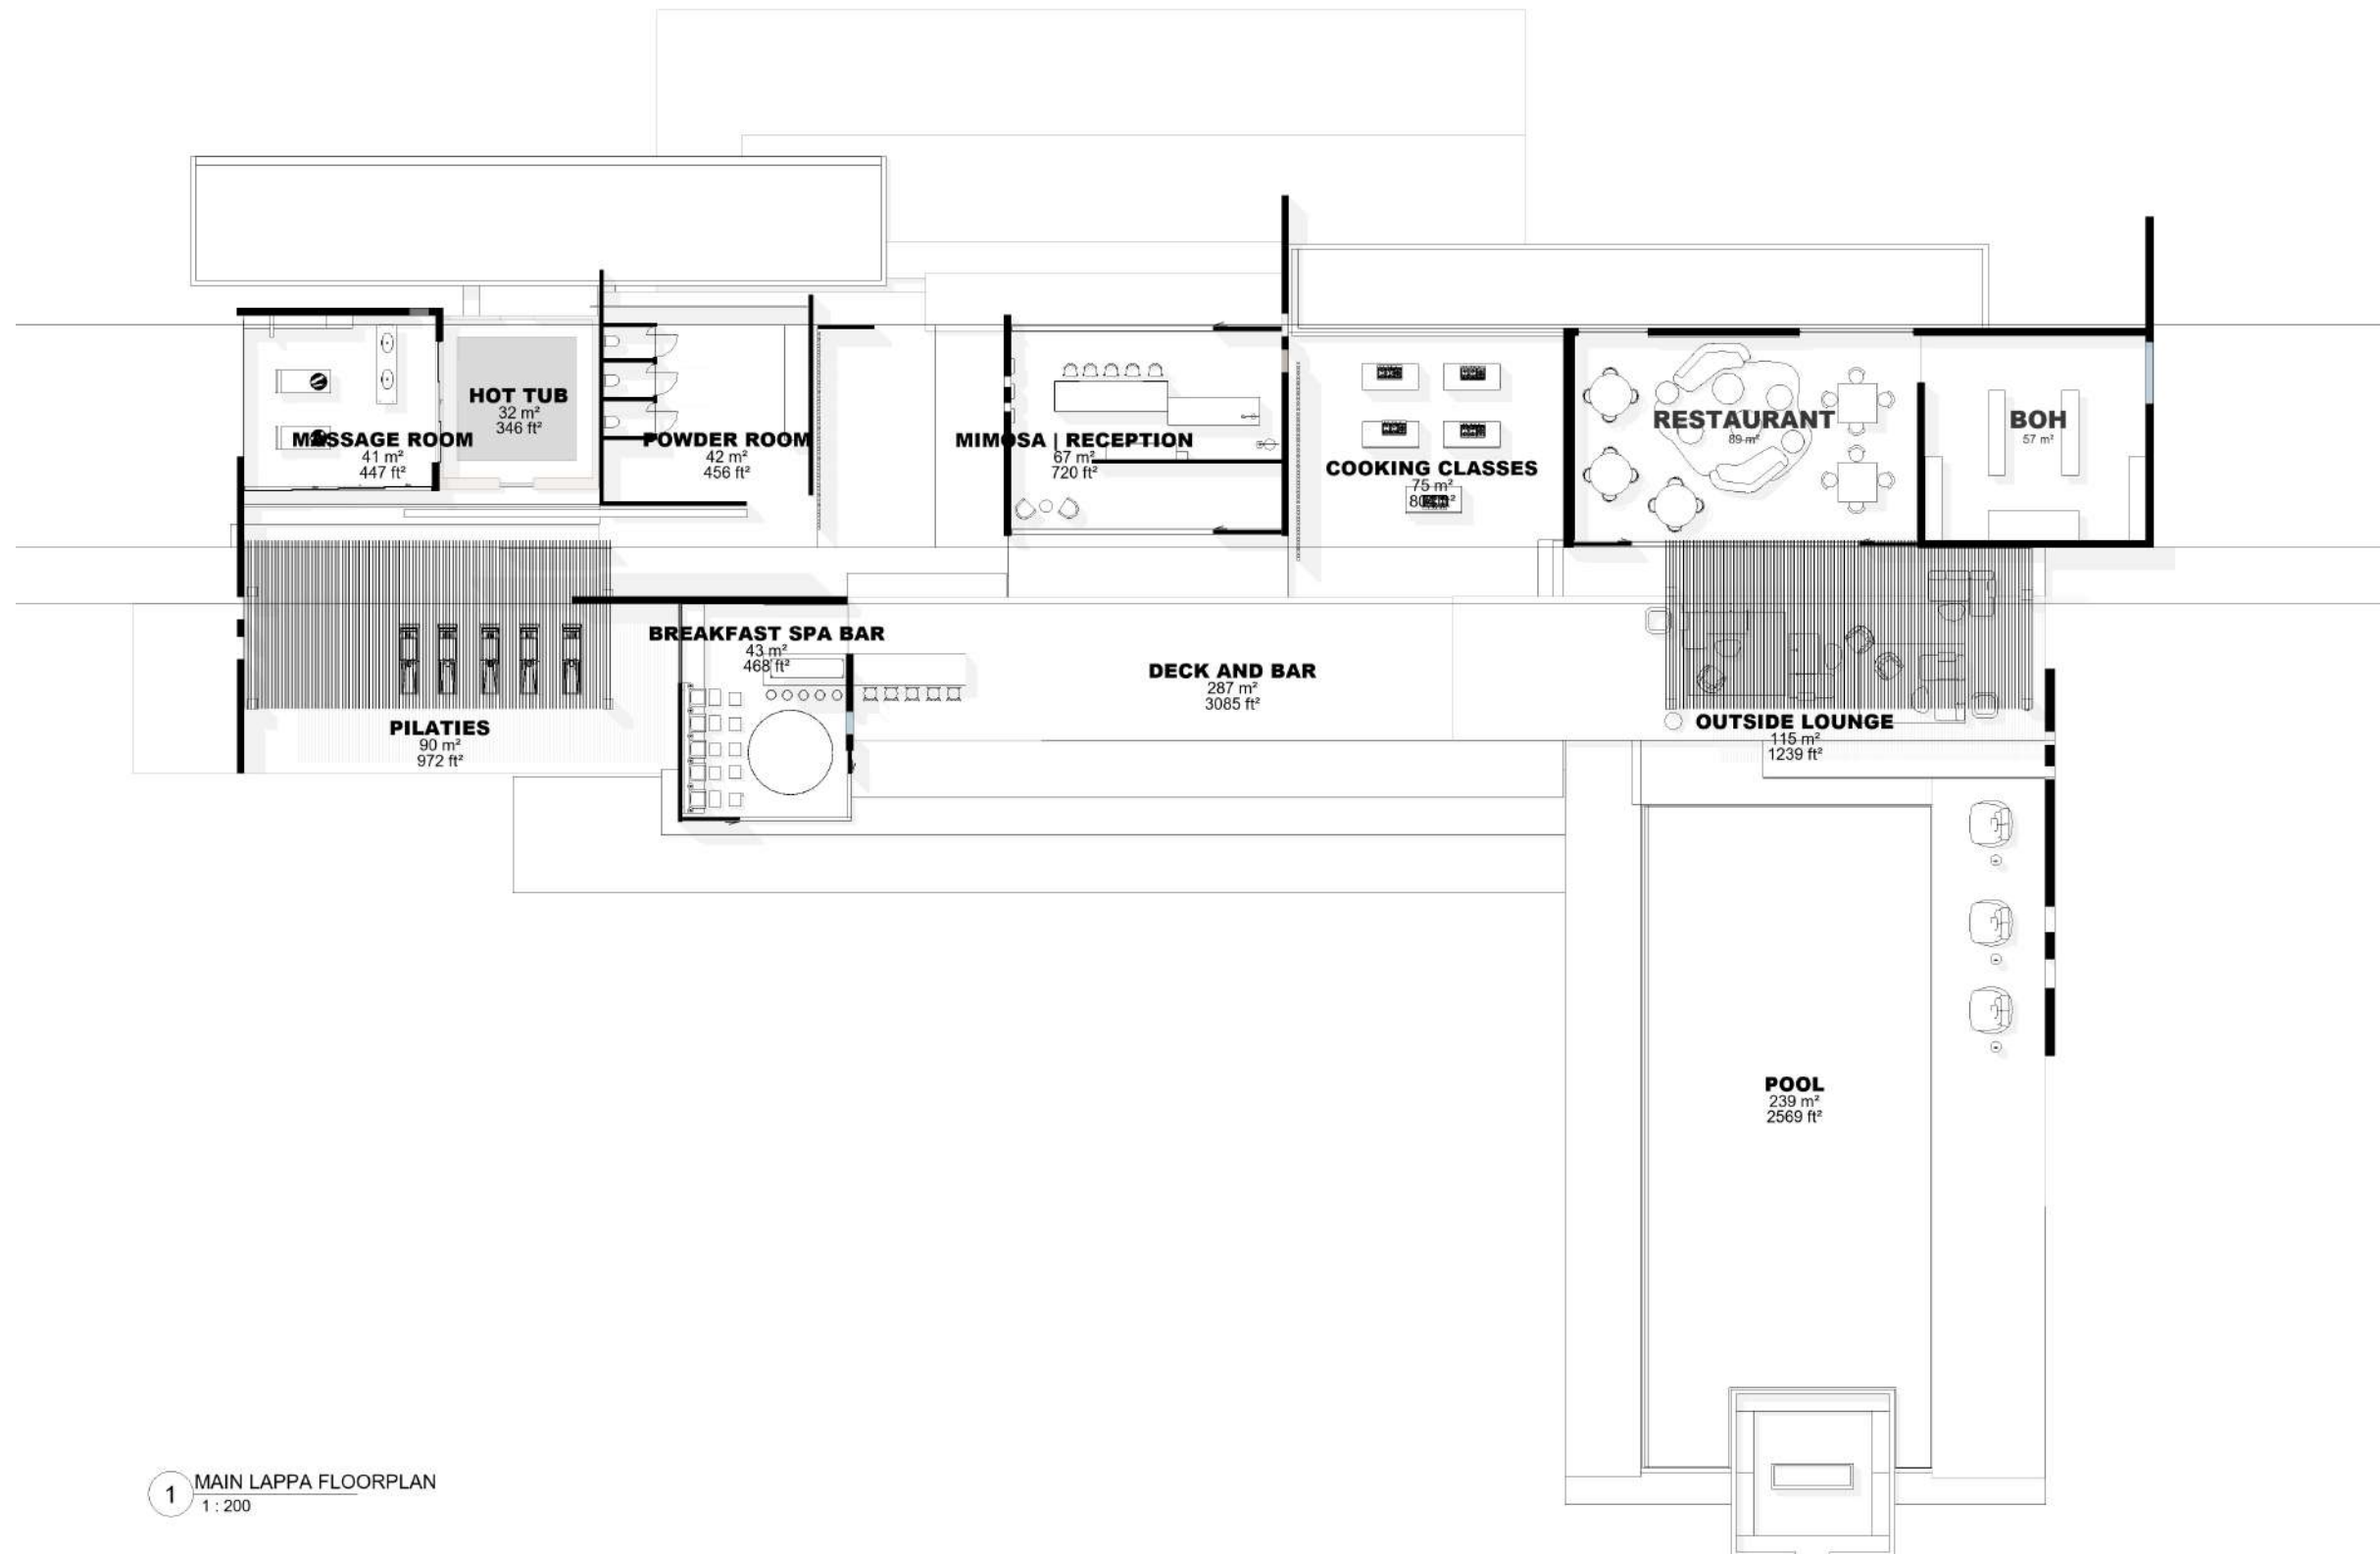 HOT TUB
32 m²
346 ft²
MASSAGE ROOM
41 m²
447 ft²
POWDER ROOM
42 m²
456 ft²
MIMOSA | RECEPTION
67 m²
720 ft²
COOKING CLASSES
75 m²
RESTAURANT
89 m²
BOH
57 m²
BREAKFAST SPA BAR
43 m²
468 ft²
DECK AND BAR
287 m²
3085 ft²
PILATIES
90 m²
972 ft²
OUTSIDE LOUNGE
115 m²
1239 ft²
POOL
239 m²
2569 ft²
1 MAIN LAPPA FLOORPLAN
1 : 200